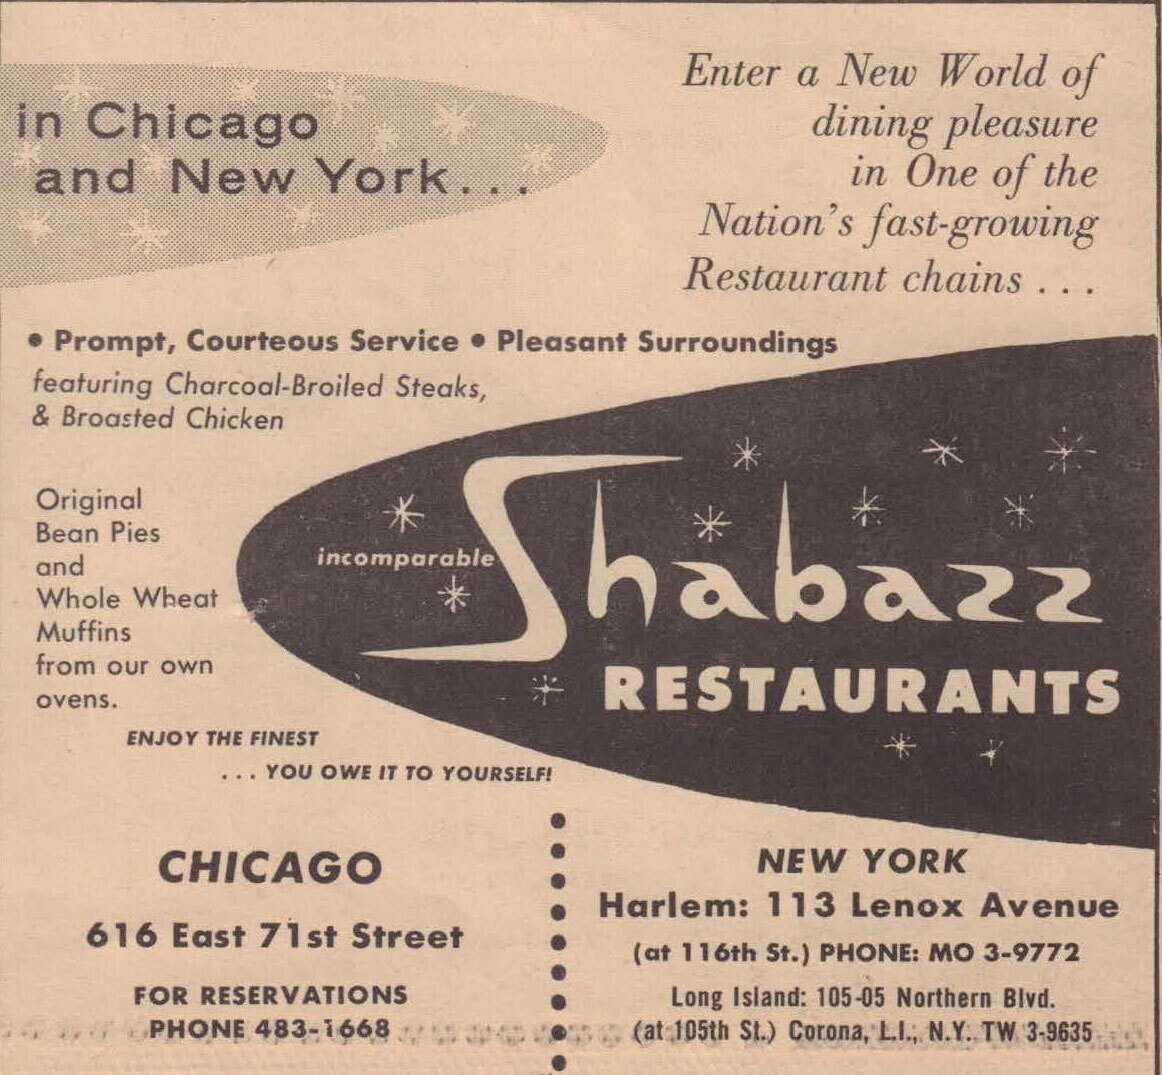 in Chicago
and New York...
Enter a New World of
dining pleasure
in One of the
Nation's fast-growing
Restaurant chains . . .
• Prompt, Courteous Service • Pleasant Surroundings
featuring Charcoal-Broiled Steaks,
& Broasted Chicken
Original
Bean Pies
and
Whole Wheat
Muffins
from our own
ovens.
incomparable
Shabazz
RESTAURANTS
ENJOY THE FINEST
. . . YOU OWE IT TO YOURSELF!
CHICAGO
616 East 71st Street
FOR RESERVATIONS
PHONE 483-1668
NEW YORK
Harlem: 113 Lenox Avenue
(at 116th St.) PHONE: MO 3-9772
Long Island: 105-05 Northern Blvd.
(at 105th St.) Corona, L.I., N.Y. TW 3-9635